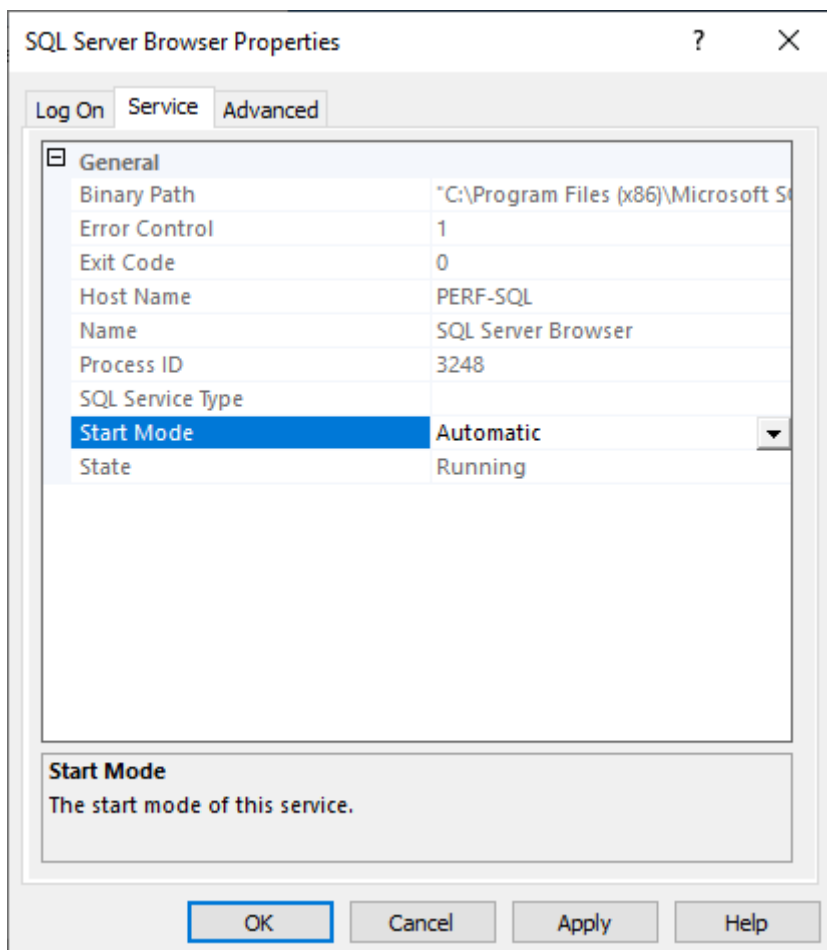 SQL Server Browser Properties ?
Log On Service Advanced
General
Binary Path "C:\Program Files (x86)\Microsoft
Error Control 1
Exit Code 0
Host Name PERF-SQL
Name SQL Server Browser
Process ID 3248
SQL Service Type
Start Mode Automatic
State Running
Start Mode
The start mode of this service.
OK Cancel Apply Help